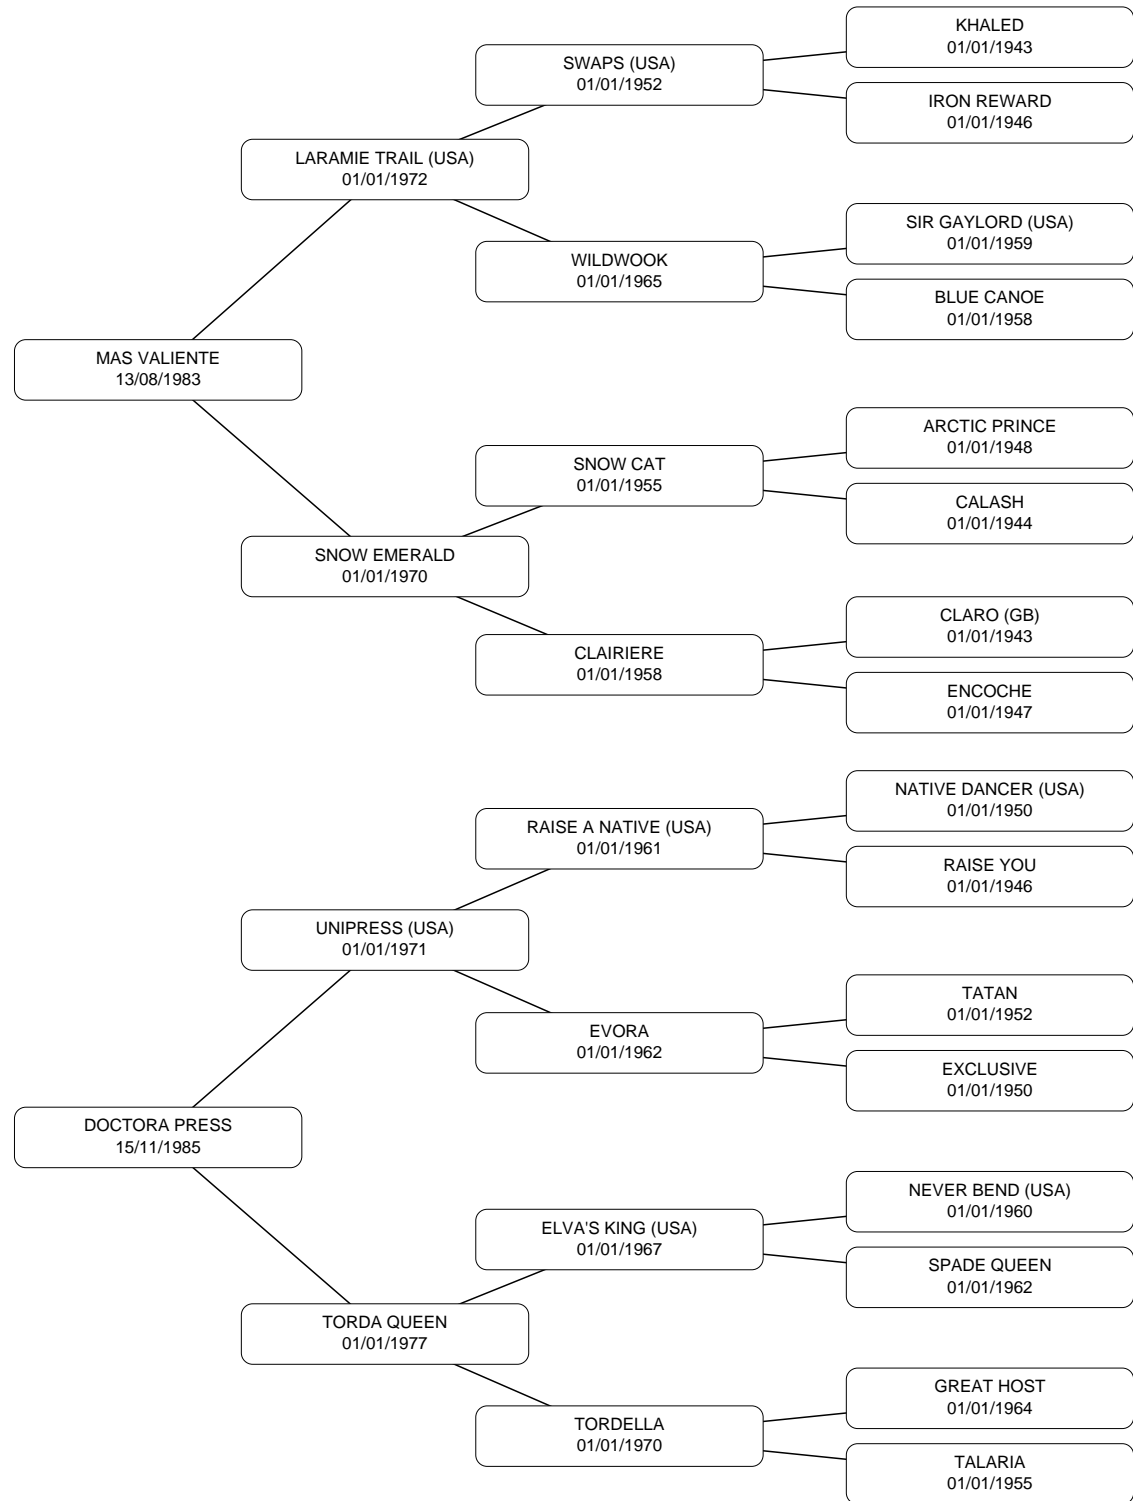 KHALED
01/01/1943
SWAPS (USA)
01/01/1952
IRON REWARD
01/01/1946
LARAMIE TRAIL (USA)
01/01/1972
SIR GAYLORD (USA)
01/01/1959
WILDWOOK
01/01/1965
BLUE CANOE
01/01/1958
MAS VALIENTE
13/08/1983
ARCTIC PRINCE
01/01/1948
SNOW CAT
01/01/1955
CALASH
01/01/1944
SNOW EMERALD
01/01/1970
CLARO (GB)
01/01/1943
CLAIRIERE
01/01/1958
ENCOCHE
01/01/1947
NATIVE DANCER (USA)
01/01/1950
RAISE A NATIVE (USA)
01/01/1961
RAISE YOU
01/01/1946
UNIPRESS (USA)
01/01/1971
TATAN
01/01/1952
EVORA
01/01/1962
EXCLUSIVE
01/01/1950
DOCTORA PRESS
15/11/1985
NEVER BEND (USA)
01/01/1960
ELVA'S KING (USA)
01/01/1967
SPADE QUEEN
01/01/1962
TORDA QUEEN
01/01/1977
GREAT HOST
01/01/1964
TORDELLA
01/01/1970
TALARIA
01/01/1955